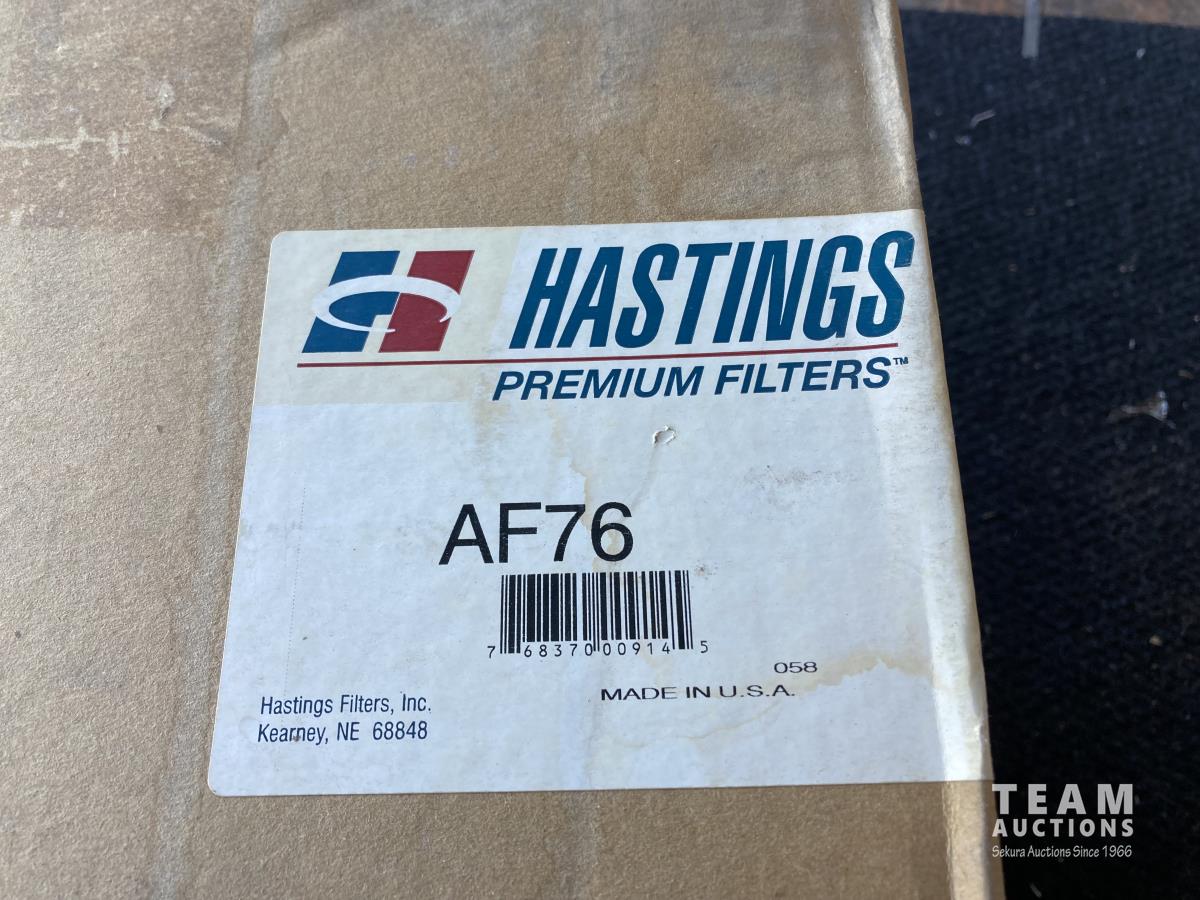 HASTINGS
PREMIUM FILTERS™
AF76
7 68370 00914 5
058
MADE IN U.S.A.
Hastings Filters, Inc.
Kearney, NE 68848
TEAM
AUCTIONS
Sekura Auctions Since 1966